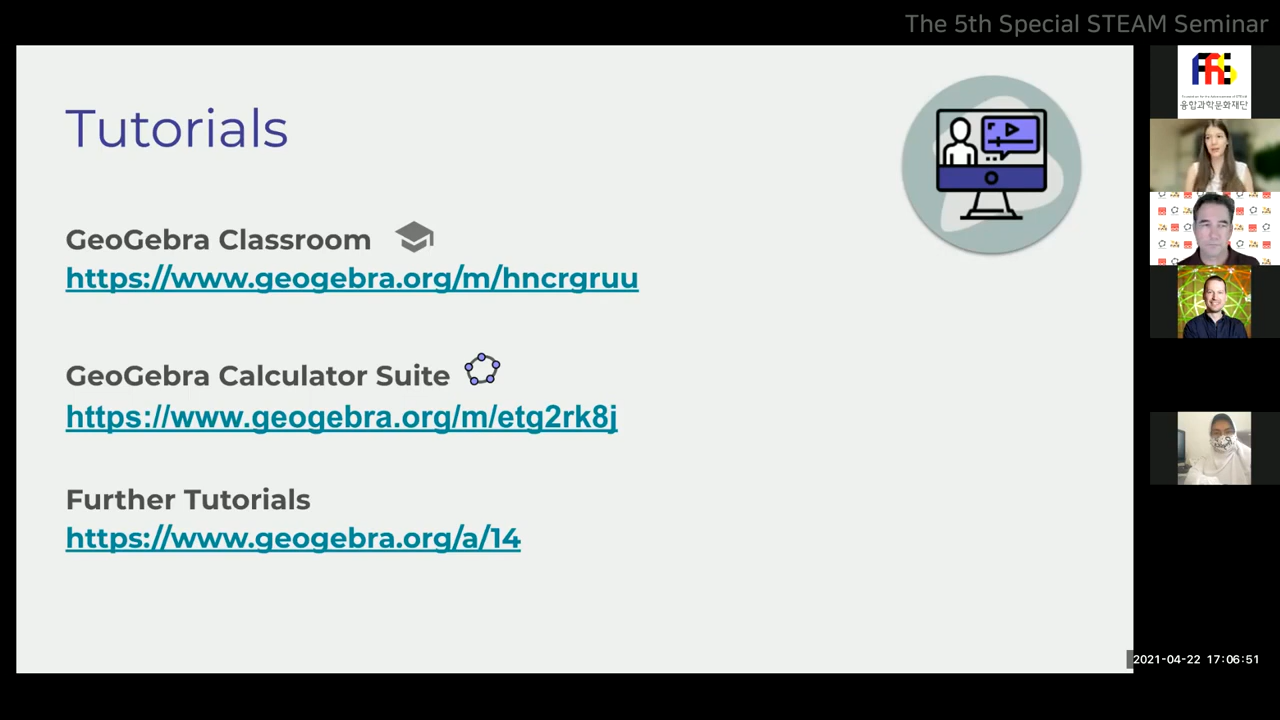 The 5th Special STEAM Seminar
Tutorials
GeoGebra Classroom
https://www.geogebra.org/m/hncrgruu
GeoGebra Calculator Suite
https://www.geogebra.org/m/etg2rk8j
Further Tutorials
https://www.geogebra.org/a/14
융합과학문화재단
2021-04-22 17:06:51